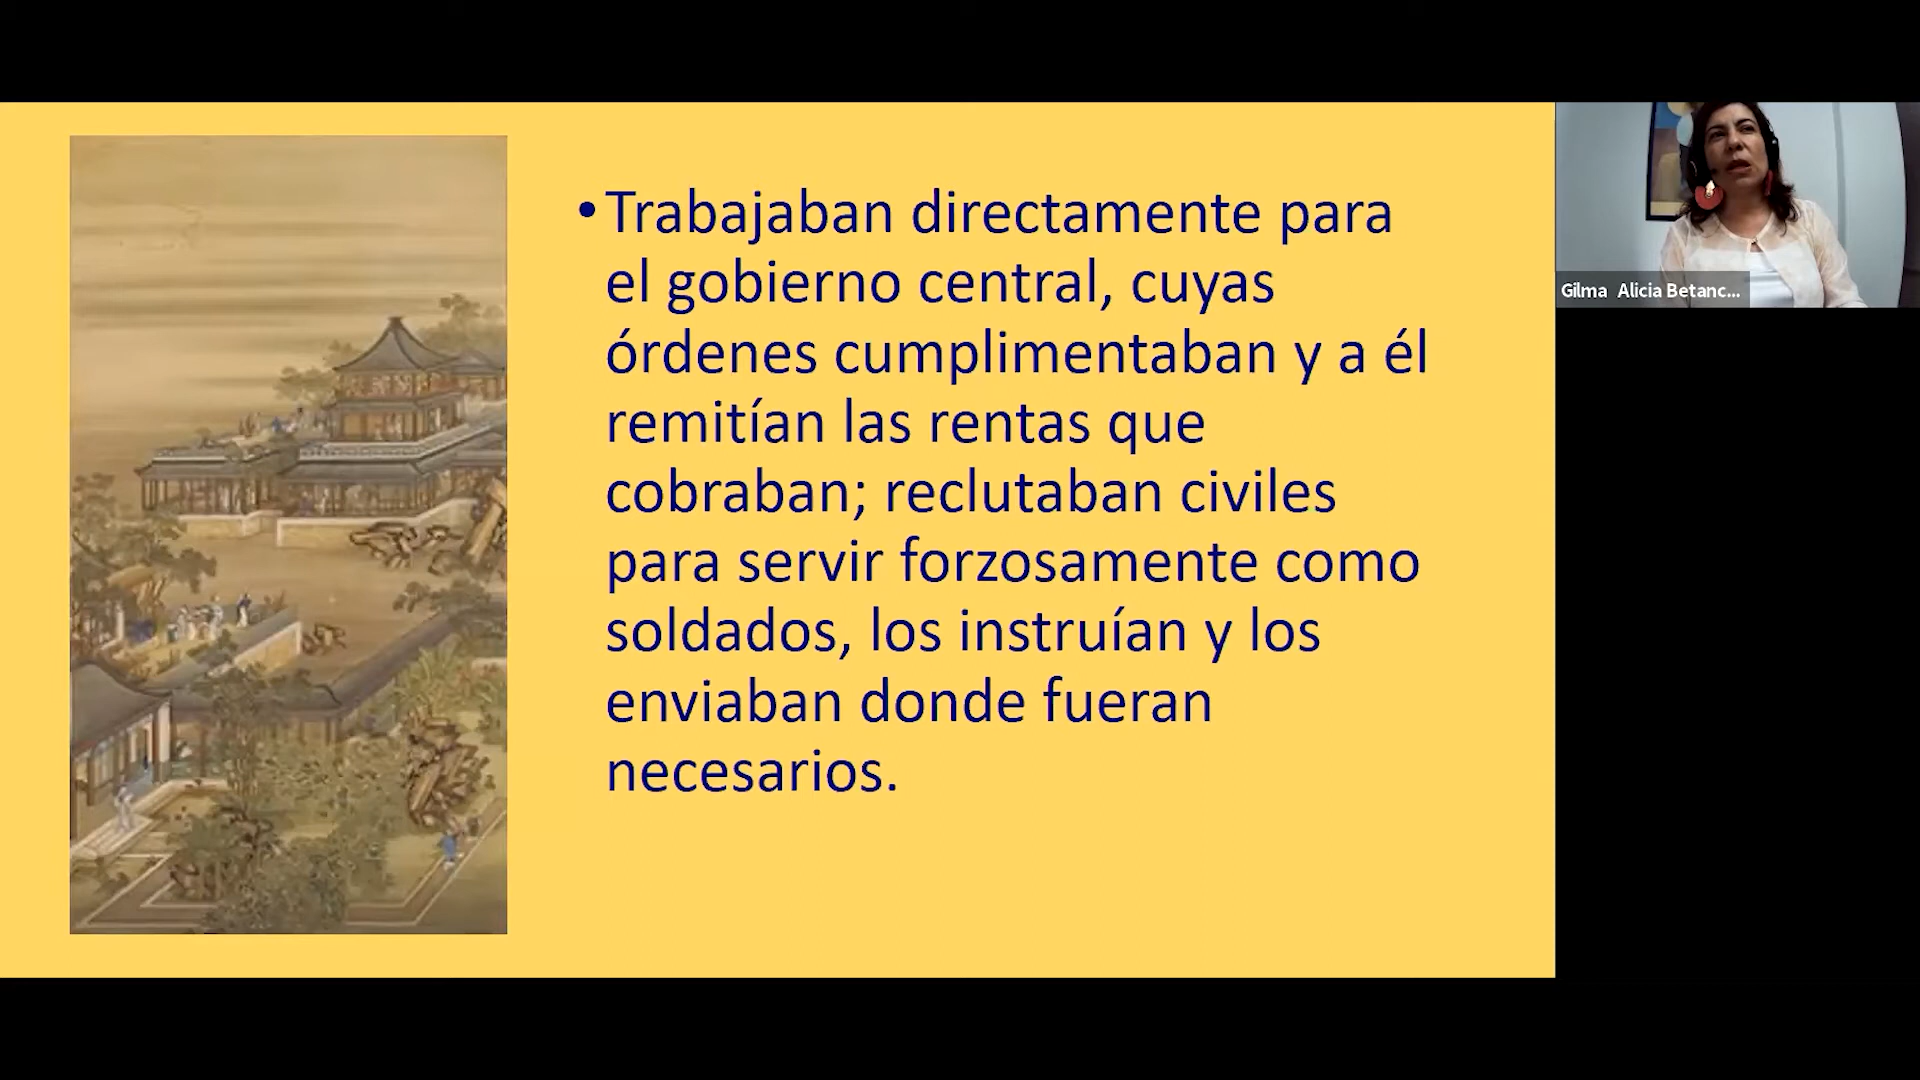 •Trabajaban directamente para
el gobierno central, cuyas
órdenes cumplimentaban y a él
remitían las rentas que
cobraban; reclutaban civiles
para servir forzosamente como
soldados, los instruían y los
enviaban donde fueran
necesarios.
Gilma Alicia Betanc...